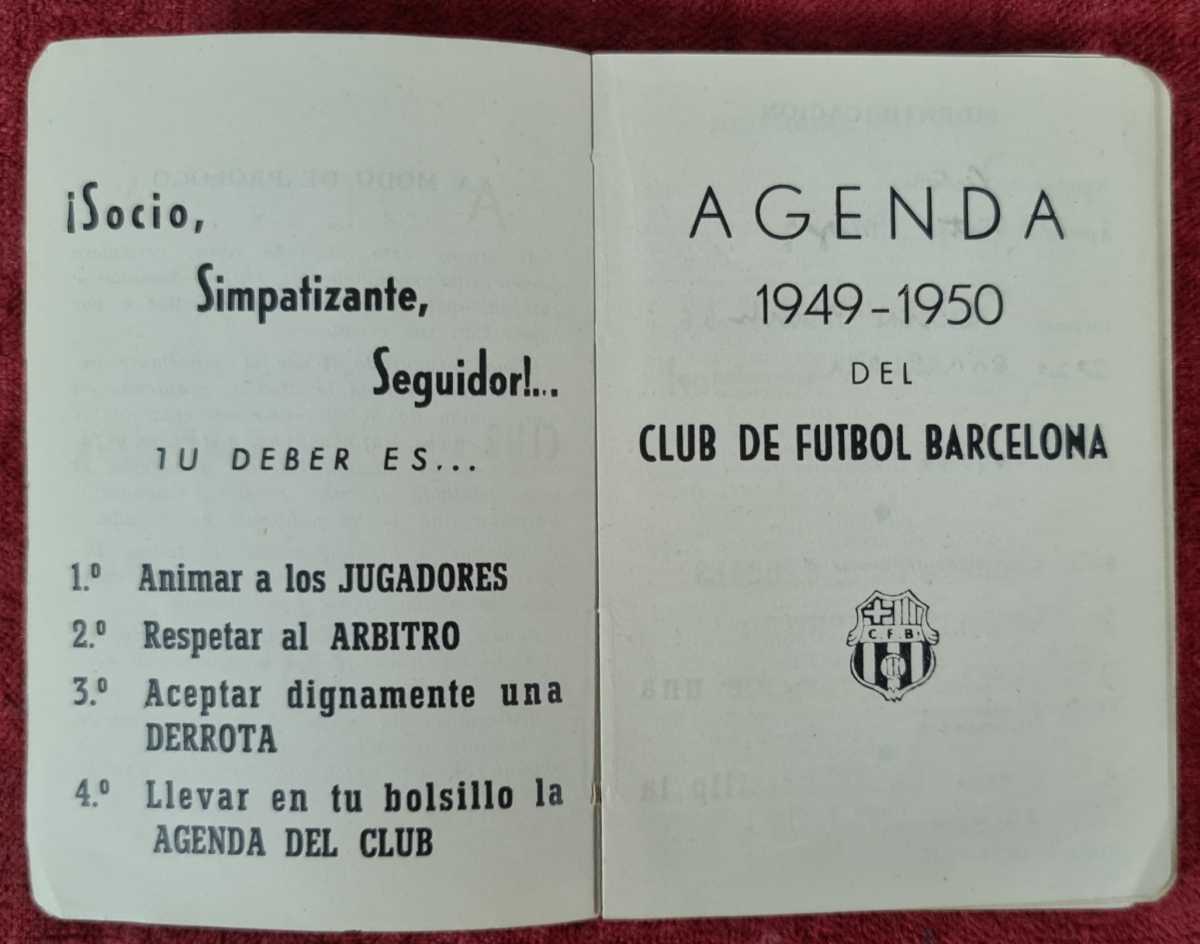 ¡Socio,
Simpatizante,
Seguidor!...
TU DEBER ES...
1.º Animar a los JUGADORES
2.º Respetar al ARBITRO
3.º Aceptar dignamente una
DERROTA
4.º Llevar en tu bolsillo la
AGENDA DEL CLUB
AGENDA
1949-1950
DEL
CLUB DE FUTBOL BARCELONA
C.F.B.